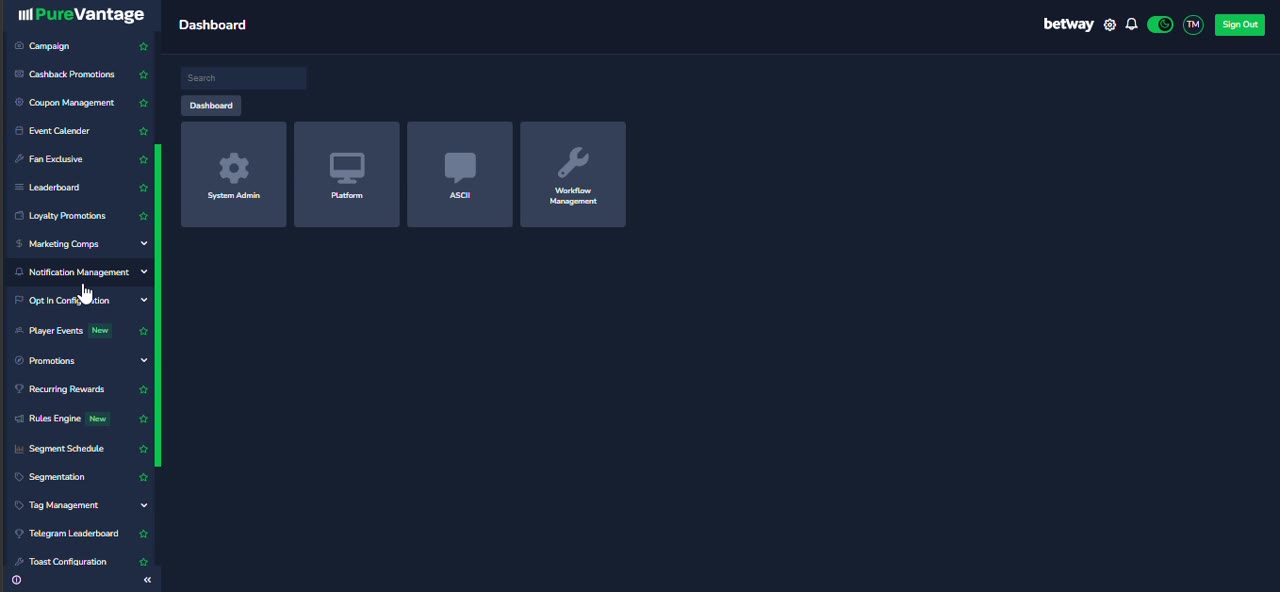 PureVantage
Dashboard
betway
TM
Sign Out
Campaign
Cashback Promotions
Coupon Management
Event Calender
Fan Exclusive
Leaderboard
Loyalty Promotions
Marketing Comps
Notification Management
Opt In Configuration
Player Events New
Promotions
Recurring Rewards
Rules Engine New
Segment Schedule
Segmentation
Tag Management
Telegram Leaderboard
Toast Configuration
Search
Dashboard
System Admin
Platform
ASCII
Workflow
Management